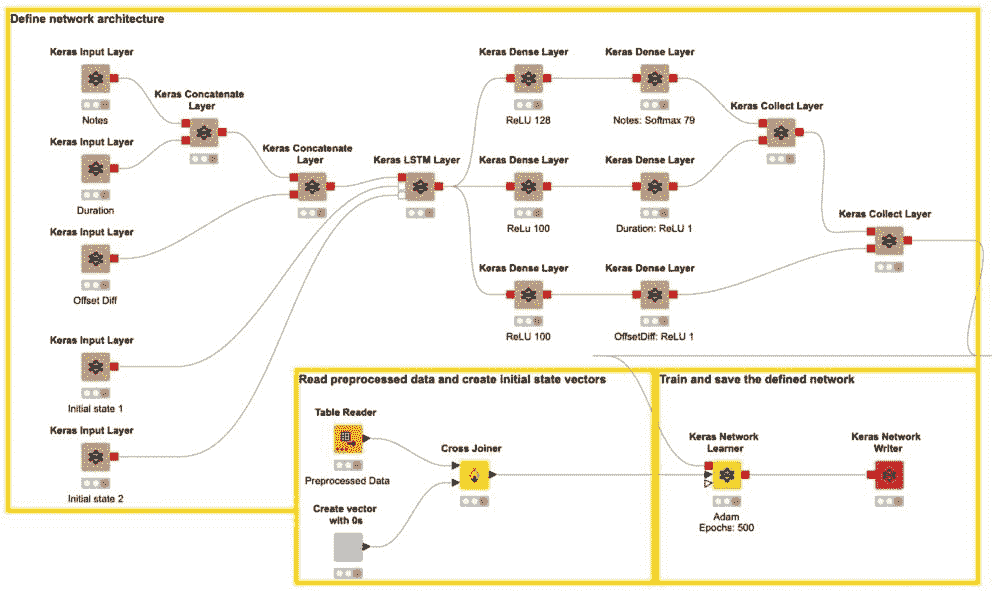 Define network architecture
Keras Input Layer
Notes
Keras Concatenate
Layer
Keras Input Layer
Duration
Keras Concatenate
Layer
Keras LSTM Layer
Keras Input Layer
Offset Diff
Keras Input Layer
Initial state 1
Keras Input Layer
Initial state 2
Keras Dense Layer
ReLU 128
Keras Dense Layer
Notes: Softmax 79
Keras Collect Layer
Keras Dense Layer
ReLu 100
Keras Dense Layer
Duration: ReLU 1
Keras Collect Layer
Keras Dense Layer
ReLU 100
Keras Dense Layer
OffsetDiff: ReLU 1
Read preprocessed data and create initial state vectors
Table Reader
Preprocessed Data
Cross Joiner
Create vector
with 0s
Train and save the defined network
Keras Network
Learner
Adam
Epochs: 500
Keras Network
Writer